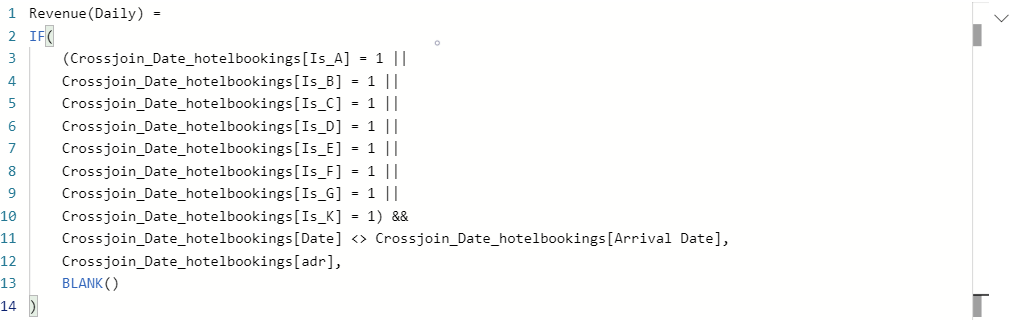 1 Revenue(Daily) =
2 IF(
3 (Crossjoin_Date_hotelbookings[Is_A] = 1 ||
4 Crossjoin_Date_hotelbookings[Is_B] = 1 ||
5 Crossjoin_Date_hotelbookings[Is_C] = 1 ||
6 Crossjoin_Date_hotelbookings[Is_D] = 1 ||
7 Crossjoin_Date_hotelbookings[Is_E] = 1 ||
8 Crossjoin_Date_hotelbookings[Is_F] = 1 ||
9 Crossjoin_Date_hotelbookings[Is_G] = 1 ||
10 Crossjoin_Date_hotelbookings[Is_K] = 1) &&
11 Crossjoin_Date_hotelbookings[Date] <> Crossjoin_Date_hotelbookings[Arrival Date],
12 Crossjoin_Date_hotelbookings[adr],
13 BLANK()
14 )